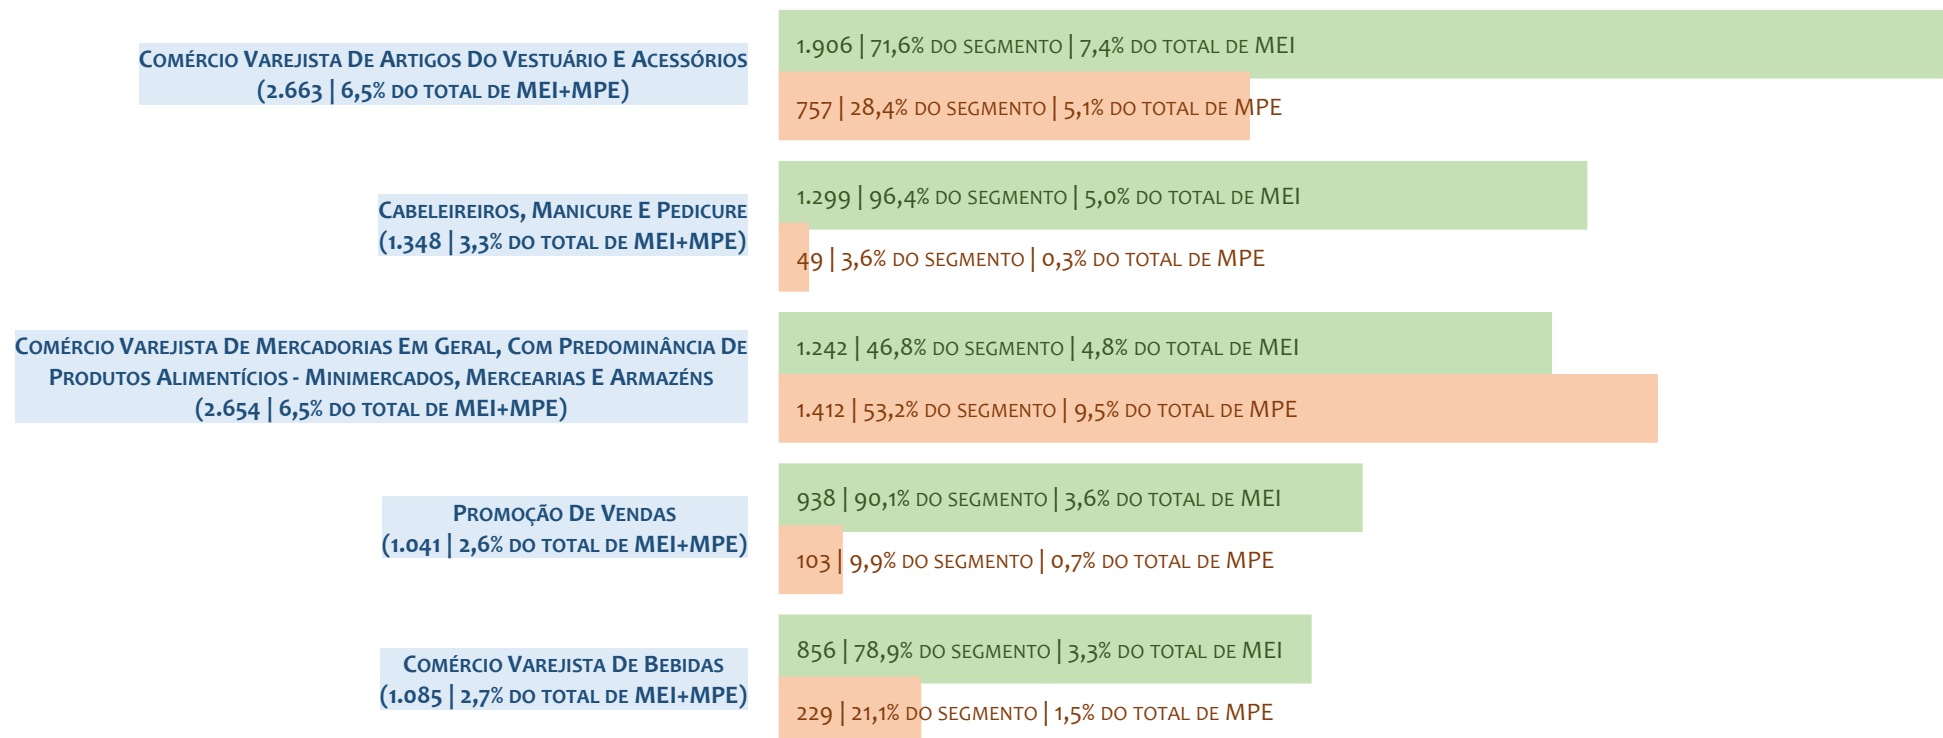 Comércio Varejista De Artigos Do Vestuário E Acessórios
(2.663 | 6,5% do total de MEI+MPE)
1.906 | 71,6% do segmento | 7,4% do total de MEI
757 | 28,4% do segmento | 5,1% do total de MPE
Cabeleireiros, Manicure E Pedicure
(1.348 | 3,3% do total de MEI+MPE)
1.299 | 96,4% do segmento | 5,0% do total de MEI
49 | 3,6% do segmento | 0,3% do total de MPE
Comércio Varejista De Mercadorias Em Geral, Com Predominância De
Produtos Alimentícios - Minimercados, Mercearias E Armazéns
(2.654 | 6,5% do total de MEI+MPE)
1.242 | 46,8% do segmento | 4,8% do total de MEI
1.412 | 53,2% do segmento | 9,5% do total de MPE
Promoção De Vendas
(1.041 | 2,6% do total de MEI+MPE)
938 | 90,1% do segmento | 3,6% do total de MEI
103 | 9,9% do segmento | 0,7% do total de MPE
Comércio Varejista De Bebidas
(1.085 | 2,7% do total de MEI+MPE)
856 | 78,9% do segmento | 3,3% do total de MEI
229 | 21,1% do segmento | 1,5% do total de MPE